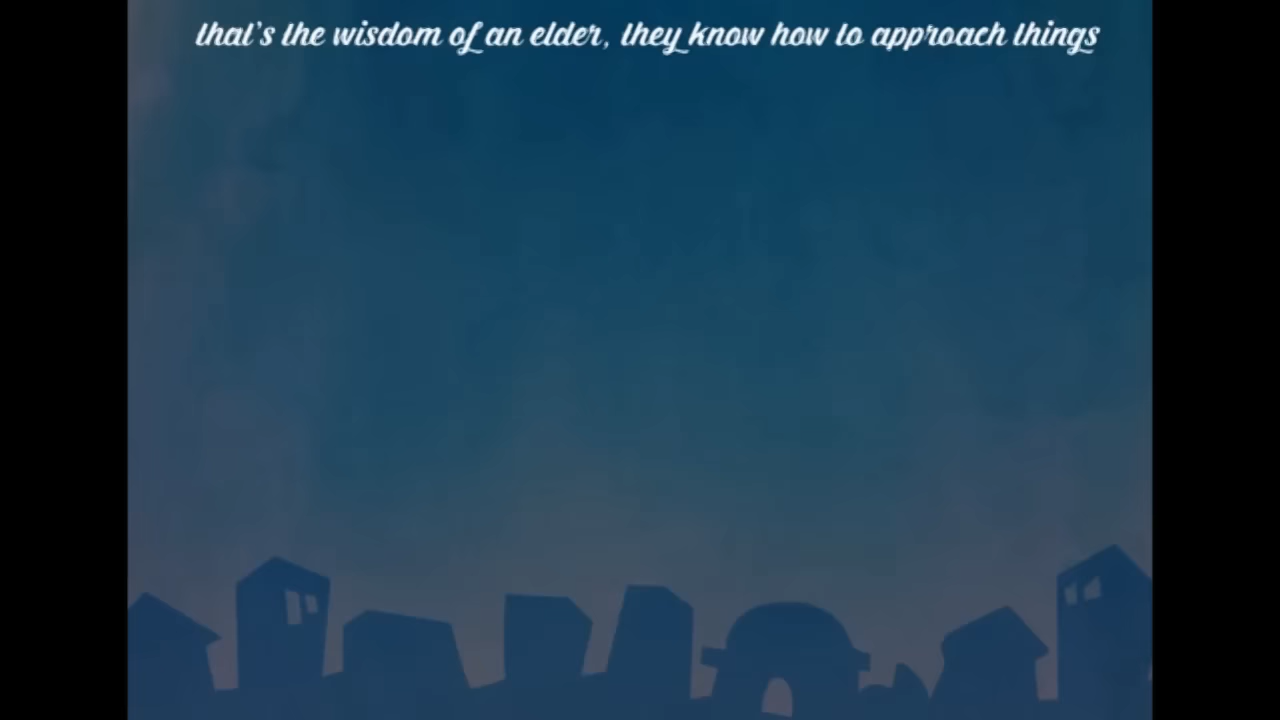 that's the wisdom of an elder, they know how to approach things